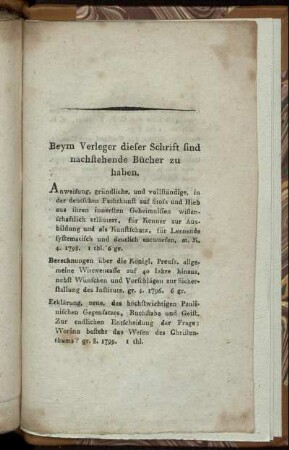 Beym Verleger dieser Schrift sind
nachstehende Bücher zu
haben.
Anweisung, gründliche, und vollständige, in
der deutschen Fechtkunst auf Stoss und Hieb
aus ihren innersten Geheimnissen wissen-
schaftlich erläutert, für Kenner zur Aus-
bildung und als Kunstschatz, für Lernende
systematisch und deutlich entworfen, m. K.
4. 1798. 1 thl. 6 gr.
Berechnungen über die Königl. Preuss. allge-
meine Witwencasse auf 40 Jahre hinaus,
nebst Wünschen und Vorschlägen zur Sicher-
stellung des Instituts, gr. 8. 1796. 6 gr.
Erklärung, neue, des höchstwichtigen Pauli-
nischen Gegensatzes, Buchstabe und Geist.
Zur endlichen Entscheidung der Frage:
Worinn besteht das Wesen des Christen-
thums? gr. 8. 1799. 1 thl.